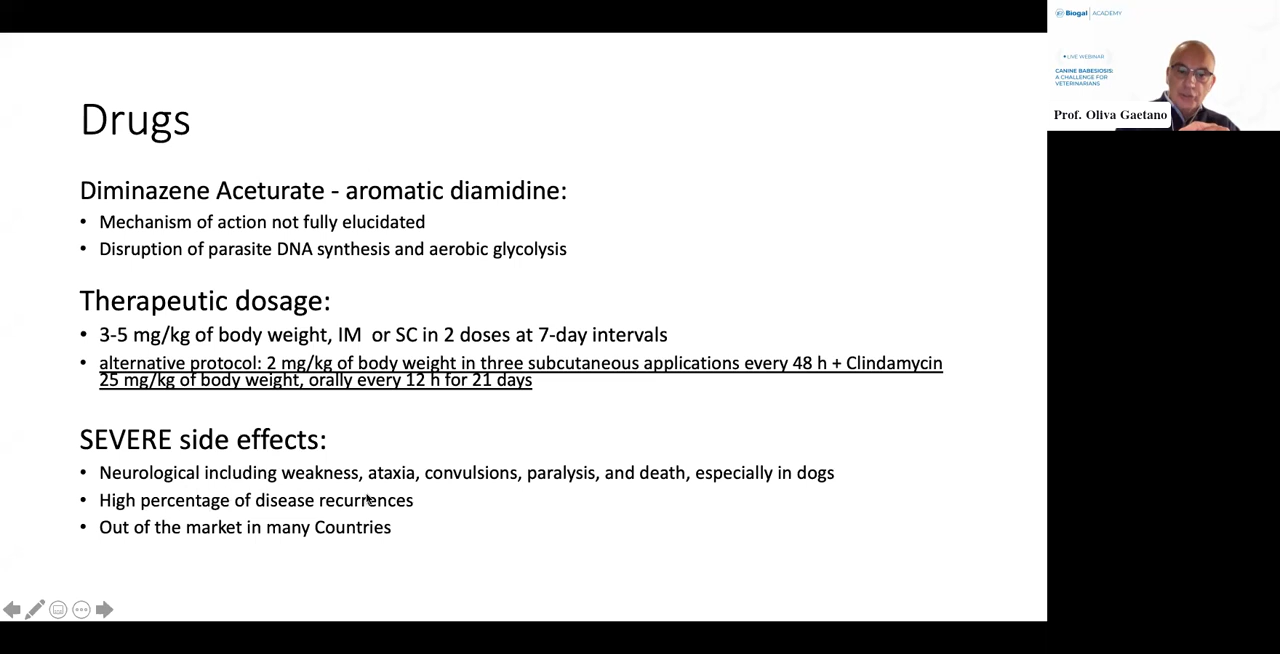 Drugs
Diminazene Aceturate - aromatic diamidine:
• Mechanism of action not fully elucidated
• Disruption of parasite DNA synthesis and aerobic glycolysis
Therapeutic dosage:
• 3-5 mg/kg of body weight, IM or SC in 2 doses at 7-day intervals
• alternative protocol: 2 mg/kg of body weight in three subcutaneous applications every 48 h + Clindamycin
25 mg/kg of body weight, orally every 12 h for 21 days
SEVERE side effects:
• Neurological including weakness, ataxia, convulsions, paralysis, and death, especially in dogs
• High percentage of disease recurrences
• Out of the market in many Countries
Biogal | ACADEMY
LIVE WEBINAR
CANINE BABESIOSIS:
A CHALLENGE FOR
VETERINARIANS
Prof. Oliva Gaetano